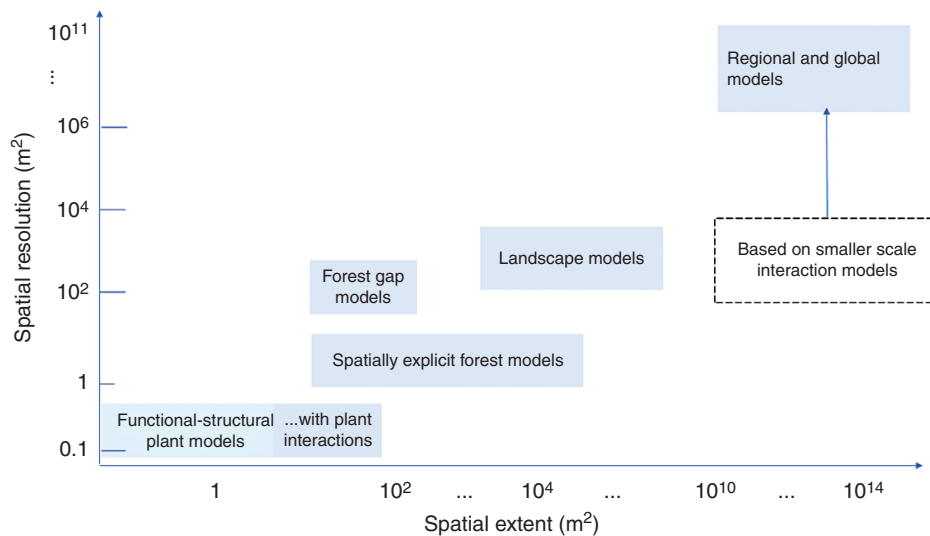 10¹¹
...
10⁶
10⁴
10²
1
0.1
Spatial resolution (m²)
Regional and global
models
Based on smaller scale
interaction models
Landscape models
Forest gap
models
Spatially explicit forest models
Functional-structural
plant models
...with plant
interactions
1
10²
...
10⁴
...
10¹⁰
...
10¹⁴
Spatial extent (m²)